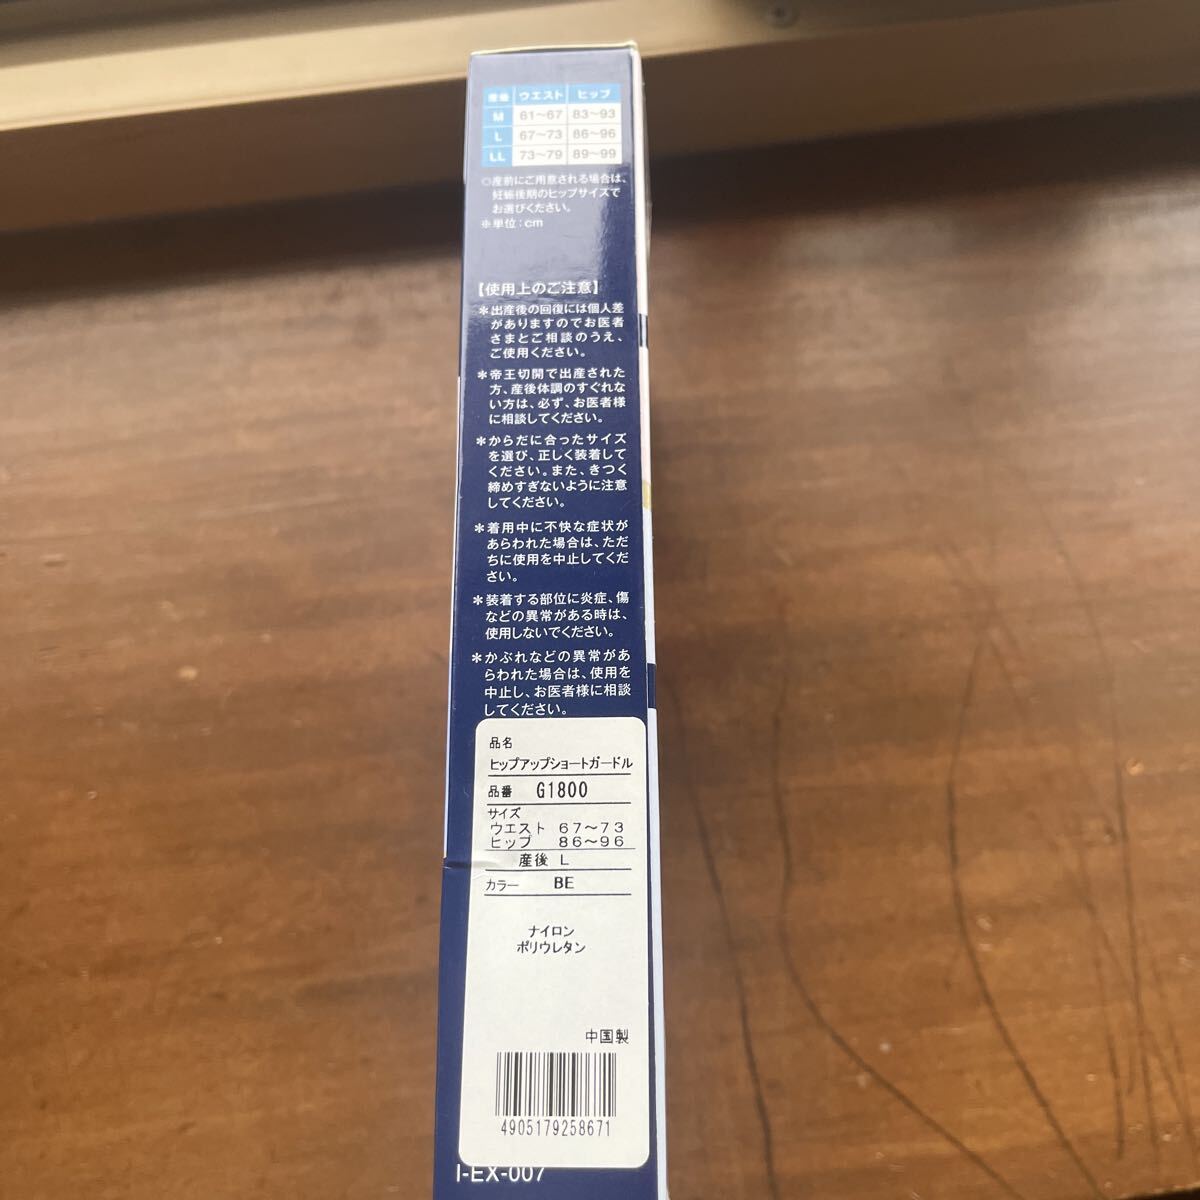 産後 ウエスト ヒップ
M 61〜67 83〜93
L 67〜73 86〜96
LL 73〜79 89〜99
○産前にご用意される場合は、
妊娠後期のヒップサイズで
お選びください。
※単位:cm
【使用上のご注意】
＊出産後の回復には個人差
がありますのでお医者
さまとご相談のうえ、
ご使用ください。
＊帝王切開で出産された
方、産後体調のすぐれな
い方は、必ず、お医者様
に相談してください。
＊からだに合ったサイズ
を選び、正しく装着して
ください。また、きつく
締めすぎないように注意
してください。
＊着用中に不快な症状が
あらわれた場合は、ただ
ちに使用を中止してくだ
さい。
＊装着する部位に炎症、傷
などの異常がある時は、
使用しないでください。
＊かぶれなどの異常があ
らわれた場合は、使用を
中止し、お医者様に相談
してください。
品名
ヒップアップショートガードル
品番 G1800
サイズ
ウエスト 67〜73
ヒップ 86〜96
産後 L
カラー BE
ナイロン
ポリウレタン
中国製
4905179258671
I-EX-007